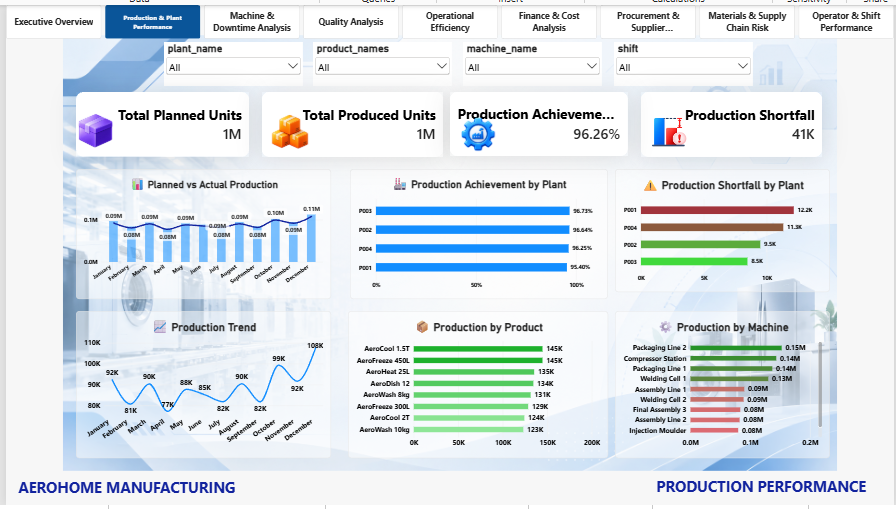 Data
Queries
Insert
Calculations
Sensitivity
Share
Executive Overview
Production & Plant Performance
Machine & Downtime Analysis
Quality Analysis
Operational Efficiency
Finance & Cost Analysis
Procurement & Supplier...
Materials & Supply Chain Risk
Operator & Shift Performance
plant_name
All
product_names
All
machine_name
All
shift
All
Total Planned Units
1M
Total Produced Units
1M
Production Achieveme...
96.26%
Production Shortfall
41K
Planned vs Actual Production
0.1M
0.0M
0.09M
0.08M
0.09M
0.08M
0.09M
0.09M
0.08M
0.09M
0.08M
0.10M
0.09M
0.11M
January
February
March
April
May
June
July
August
September
October
November
December
Production Achievement by Plant
P003 96.73%
P002 96.64%
P004 96.25%
P001 95.40%
0% 50% 100%
Production Shortfall by Plant
P001 12.2K
P004 11.3K
P002 9.5K
P003 8.5K
0K 5K 10K
Production Trend
110K
100K
90K
80K
92K
81K
90K
77K
88K
85K
82K
90K
82K
99K
92K
108K
January
February
March
April
May
June
July
August
September
October
November
December
Production by Product
AeroCool 1.5T 145K
AeroFreeze 450L 145K
AeroHeat 25L 135K
AeroDish 12 134K
AeroWash 8kg 131K
AeroFreeze 300L 129K
AeroCool 2T 124K
AeroWash 10kg 123K
0K 50K 100K 150K 200K
Production by Machine
Packaging Line 2 0.15M
Compressor Station 0.14M
Packaging Line 1 0.14M
Welding Cell 1 0.13M
Assembly Line 1 0.09M
Welding Cell 2 0.09M
Final Assembly 3 0.08M
Assembly Line 2 0.08M
Injection Moulder 0.08M
0.0M 0.1M 0.2M
AEROHOME MANUFACTURING
PRODUCTION PERFORMANCE